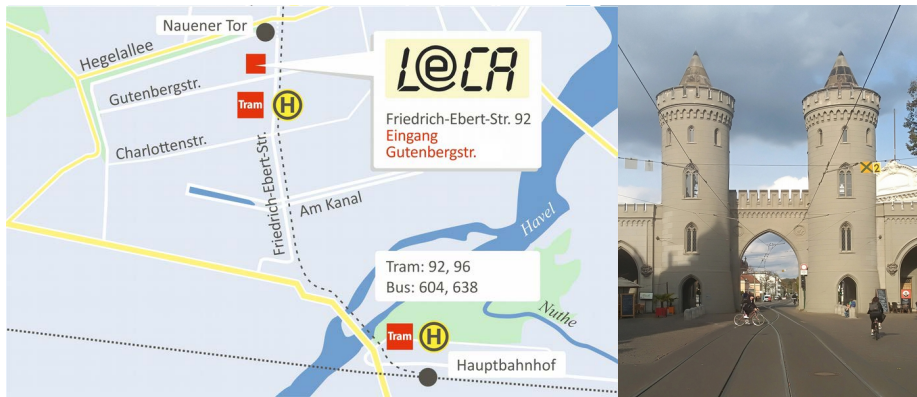 Nauener Tor
Hegelallee
Gutenbergstr.
Tram H
Charlottenstr.
Friedrich-Ebert-Str.
Am Kanal
L@CA
Friedrich-Ebert-Str. 92
Eingang
Gutenbergstr.
Havel
Tram: 92, 96
Bus: 604, 638
Nuthe
Tram H
Hauptbahnhof
2